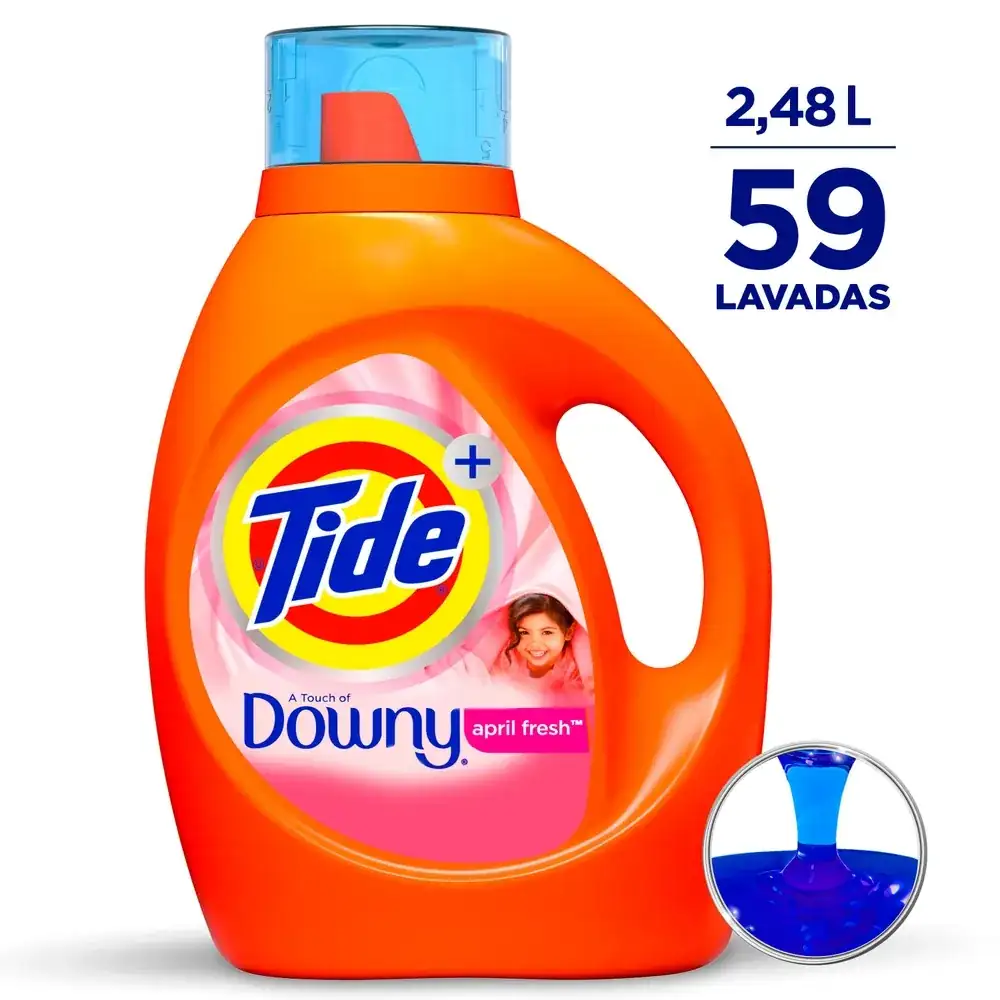 2,48 L
59
LAVADAS
+
Tide
A Touch of
Downy
april fresh™